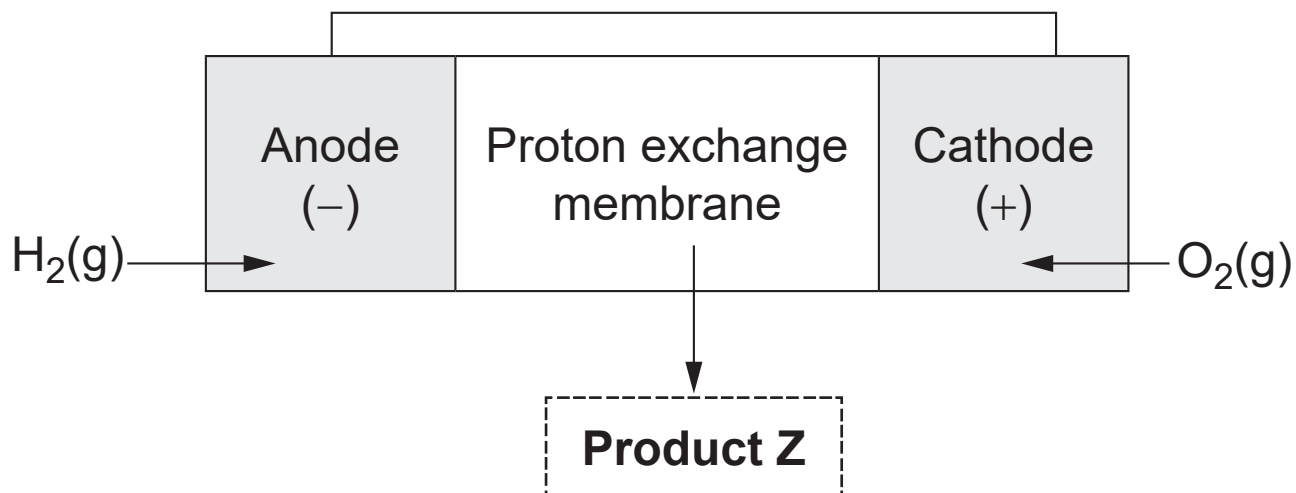 Anode
(–)
Proton exchange
membrane
Cathode
(+)
H₂(g)
O₂(g)
Product Z